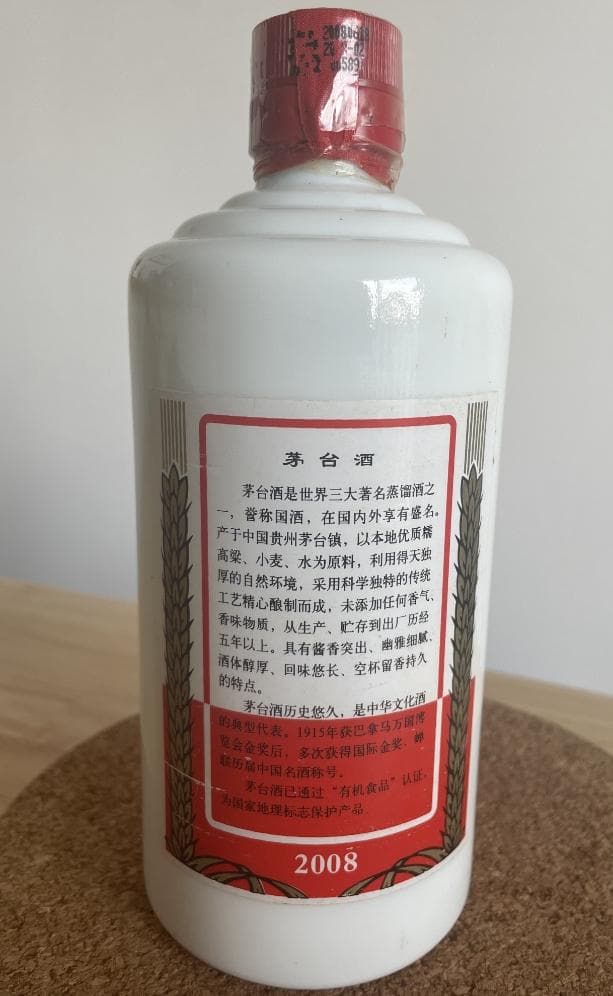 茅台酒
茅台酒是世界三大著名蒸馏酒之
一，誉称国酒，在国内外享有盛名。
产于中国贵州茅台镇，以本地优质糯
高粱、小麦、水为原料，利用得天独
厚的自然环境，采用科学独特的传统
工艺精心酿制而成，未添加任何香气、
香味物质，从生产、贮存到出厂历经
五年以上。具有酱香突出、幽雅细腻、
酒体醇厚、回味悠长、空杯留香持久
的特点。
茅台酒历史悠久，是中华文化酒
的典型代表。1915年获巴拿马万国博
览会金奖后，多次获得国际金奖、蝉
联历届中国名酒称号。
茅台酒已通过“有机食品”认证，
为国家地理标志保护产品
2008